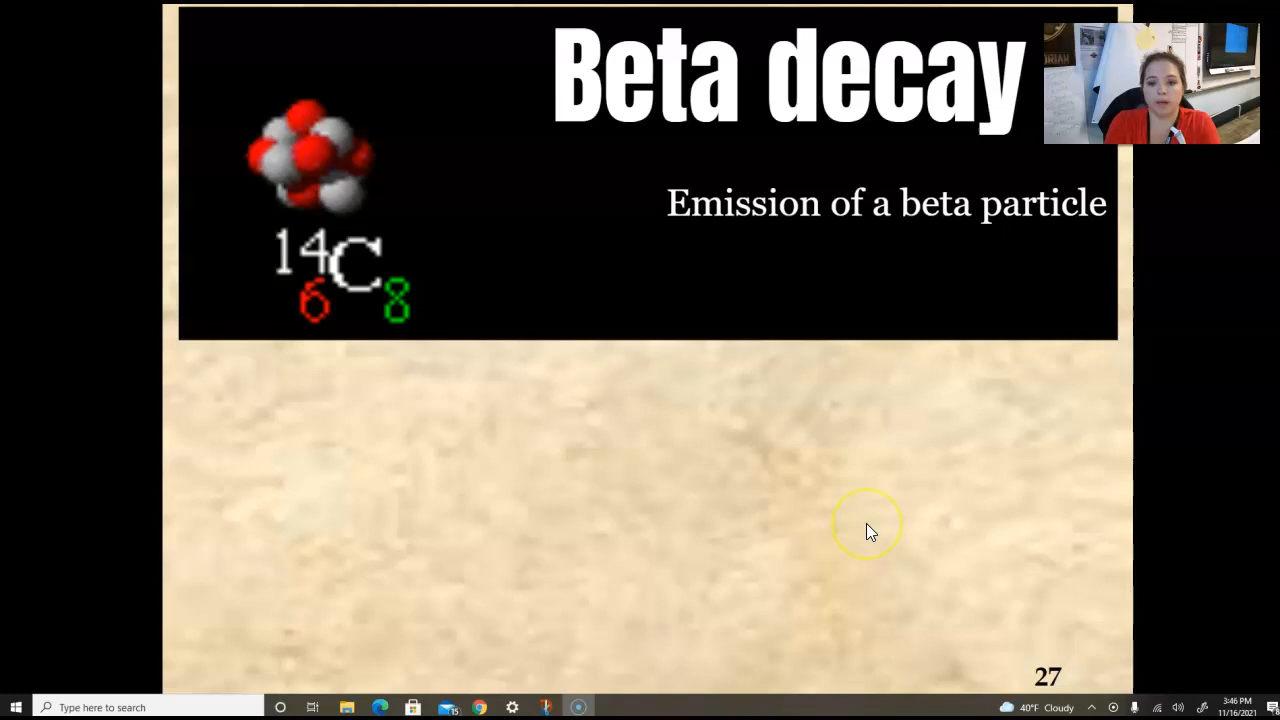 Beta decay
Emission of a beta particle
14C
6 8
27
Type here to search
15
40°F Cloudy
3:46 PM
11/16/2021